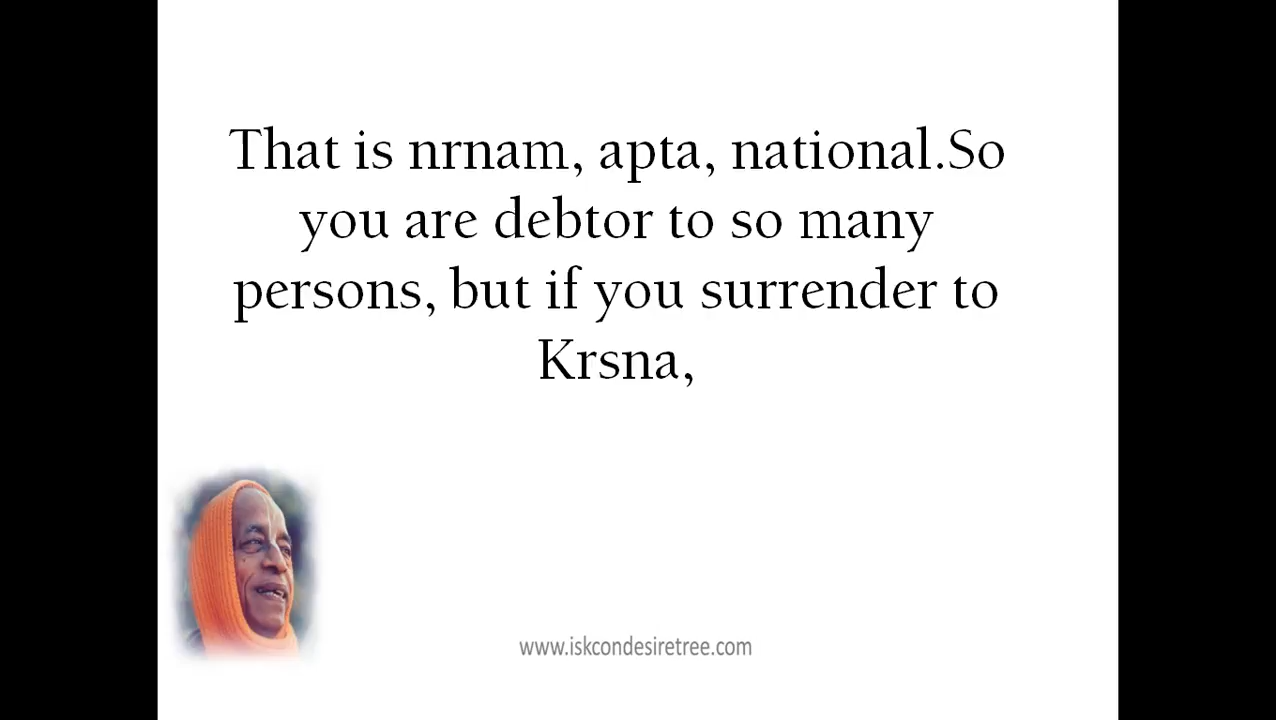 That is nrnam, apta, national.So
you are debtor to so many
persons, but if you surrender to
Krsna,
www.iskcondesiretree.com